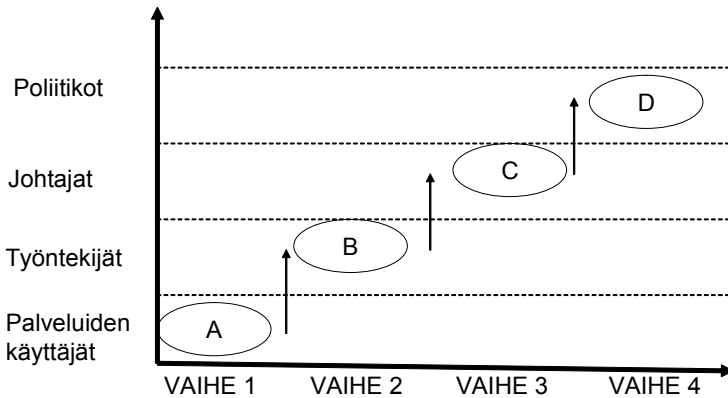 Poliitikot
D
Johtajat
C
Työntekijät
B
Palveluiden
käyttäjät
A
VAIHE 1
VAIHE 2
VAIHE 3
VAIHE 4